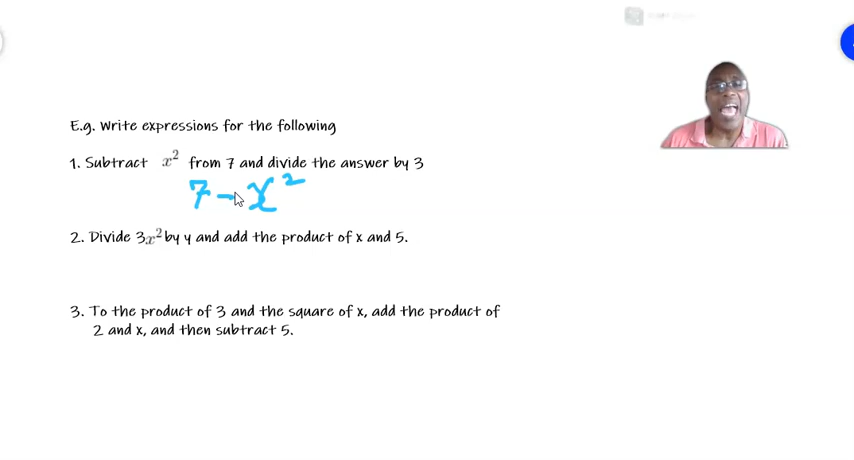 E.g. Write expressions for the following
1. Subtract x² from 7 and divide the answer by 3
7 - x²
2. Divide 3x² by y and add the product of x and 5.
3. To the product of 3 and the square of x, add the product of
2 and x, and then subtract 5.